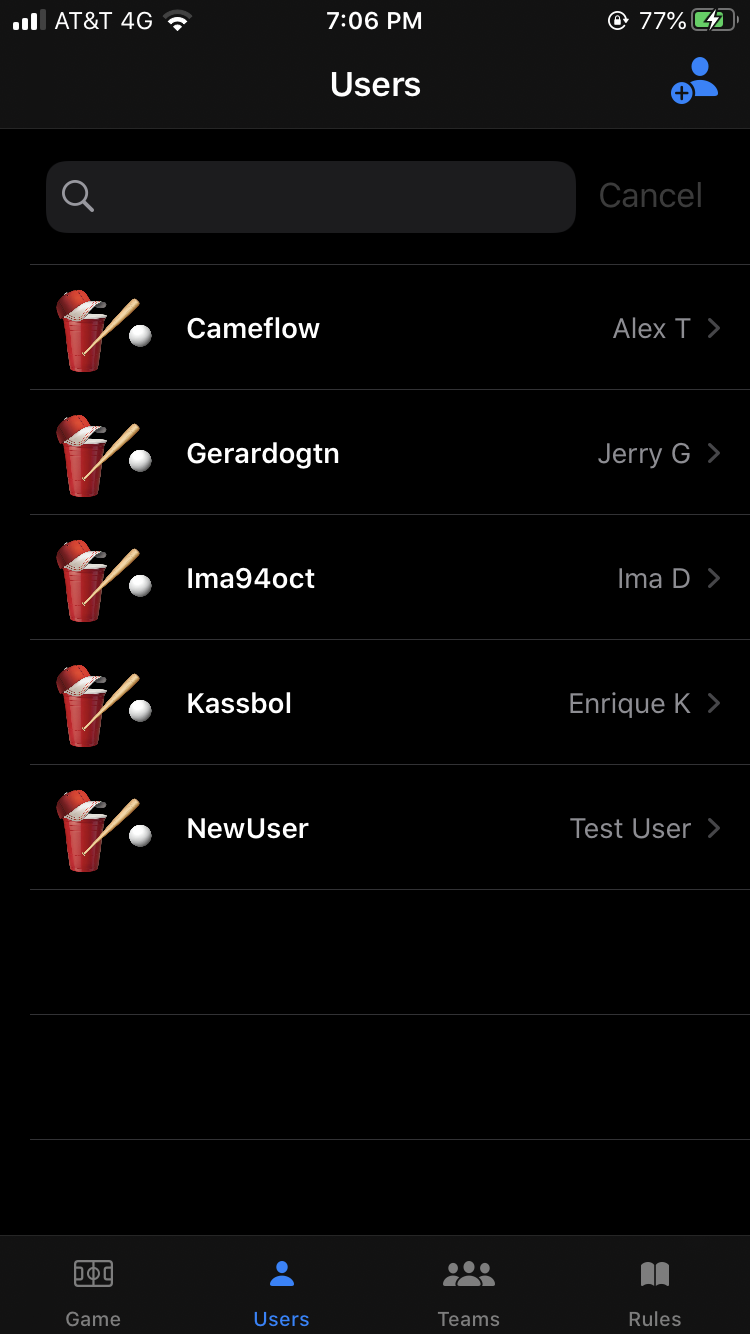 AT&T 4G 7:06 PM 77%
Users
Cancel
Cameflow Alex T
Gerardogtn Jerry G
Ima94oct Ima D
Kassbol Enrique K
NewUser Test User
Game Users Teams Rules